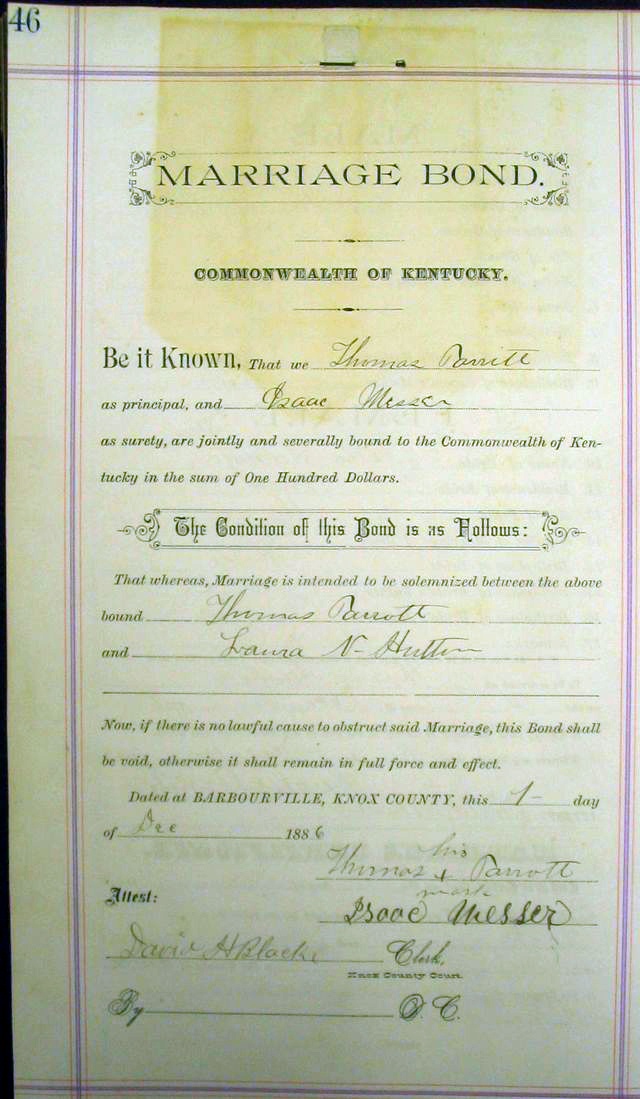 46
MARRIAGE BOND.
COMMONWEALTH OF KENTUCKY.
Be it Known, That we Thomas Parritt
as principal, and Isaac Messer
as surety, are jointly and severally bound to the Commonwealth of Ken-
tucky in the sum of One Hundred Dollars.
The Condition of this Bond is as Follows:
That whereas, Marriage is intended to be solemnized between the above
bound Thomas Parrott
and Laura N Hutton
Now, if there is no lawful cause to obstruct said Marriage, this Bond shall
be void, otherwise it shall remain in full force and effect.
Dated at BARBOURVILLE, KNOX COUNTY, this 1- day
of Dec 1886
his
Thomas + Parrott
mark
Attest:
Isaac Messer
David H Black Clerk.
Knox County Court.
By D. C.